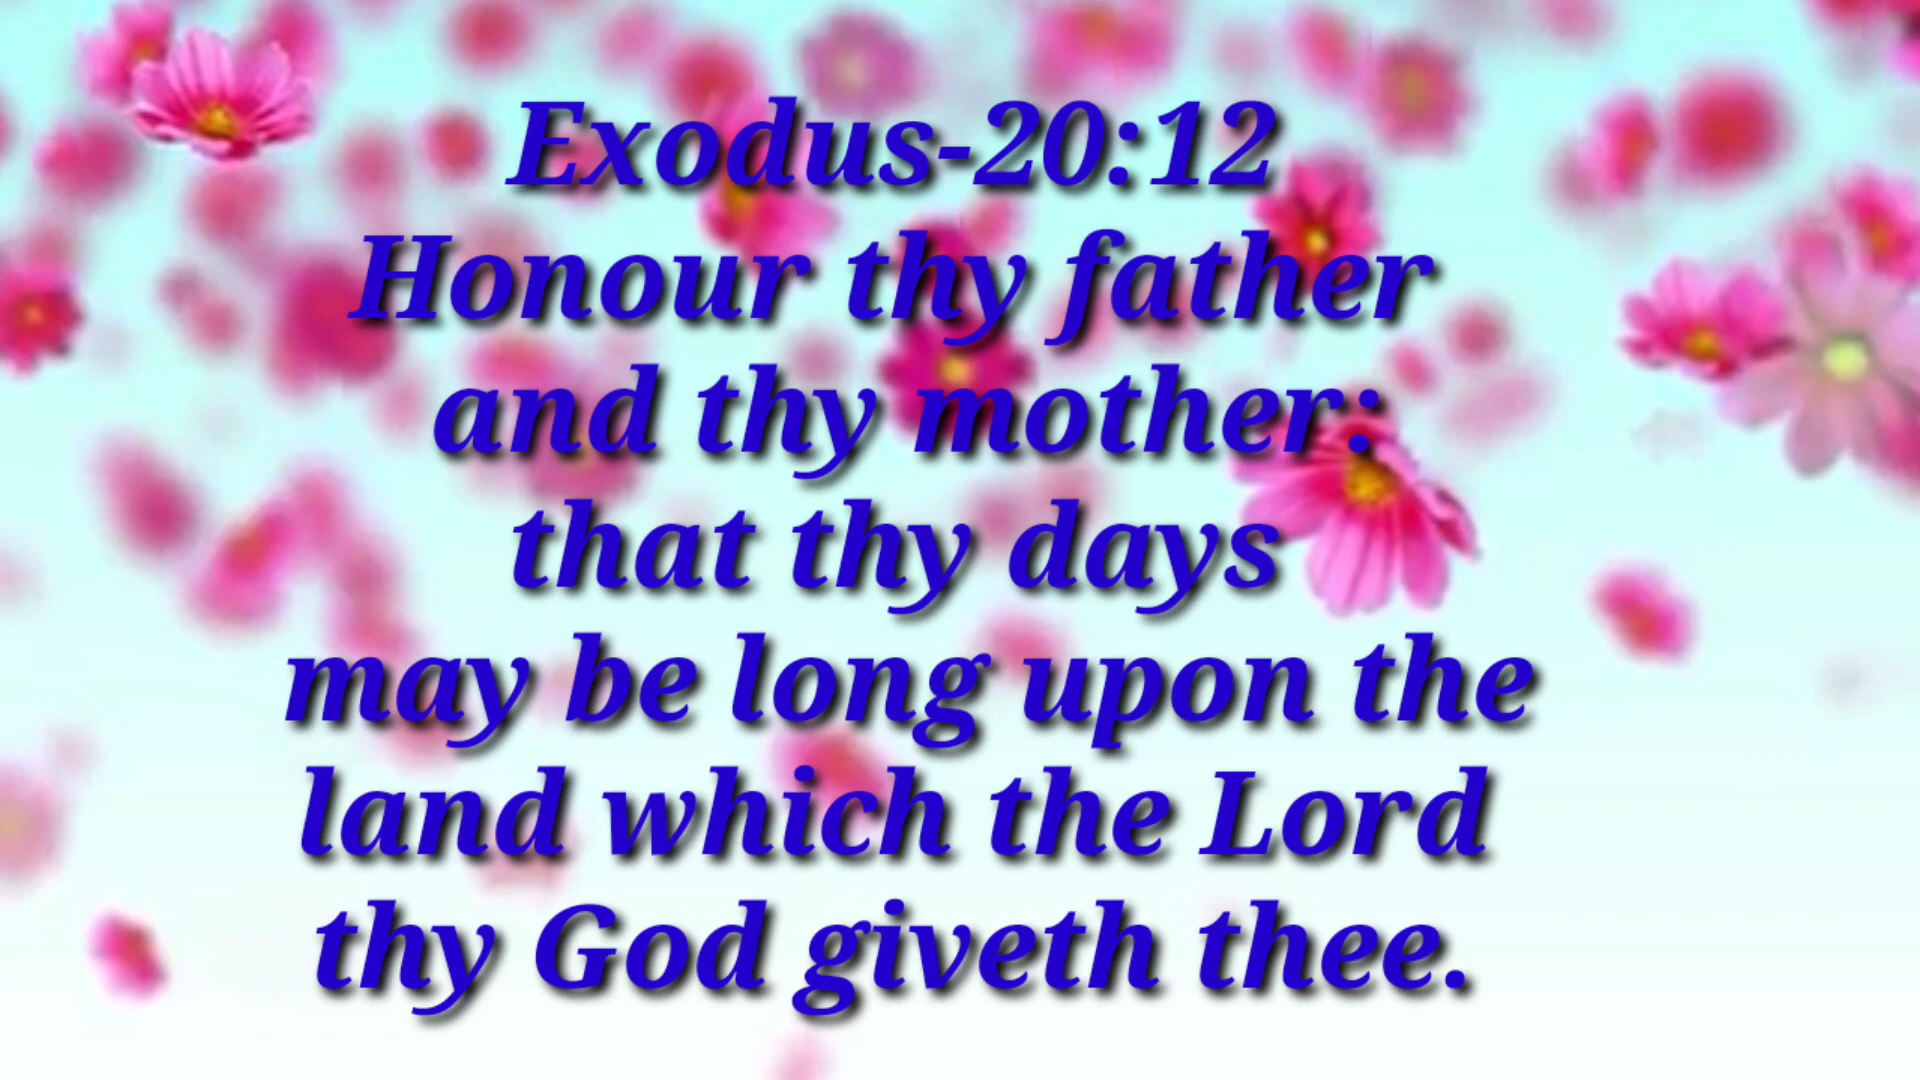 Exodus-20:12
Honour thy father
and thy mother:
that thy days
may be long upon the
land which the Lord
thy God giveth thee.